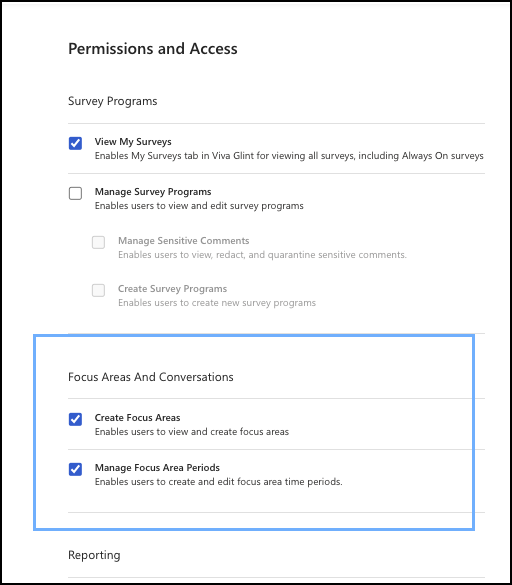 Permissions and Access
Survey Programs
View My Surveys
Enables My Surveys tab in Viva Glint for viewing all surveys, including Always On surveys
Manage Survey Programs
Enables users to view and edit survey programs
Manage Sensitive Comments
Enables users to view, redact, and quarantine sensitive comments.
Create Survey Programs
Enables users to create new survey programs
Focus Areas And Conversations
Create Focus Areas
Enables users to view and create focus areas
Manage Focus Area Periods
Enables users to create and edit focus area time periods.
Reporting